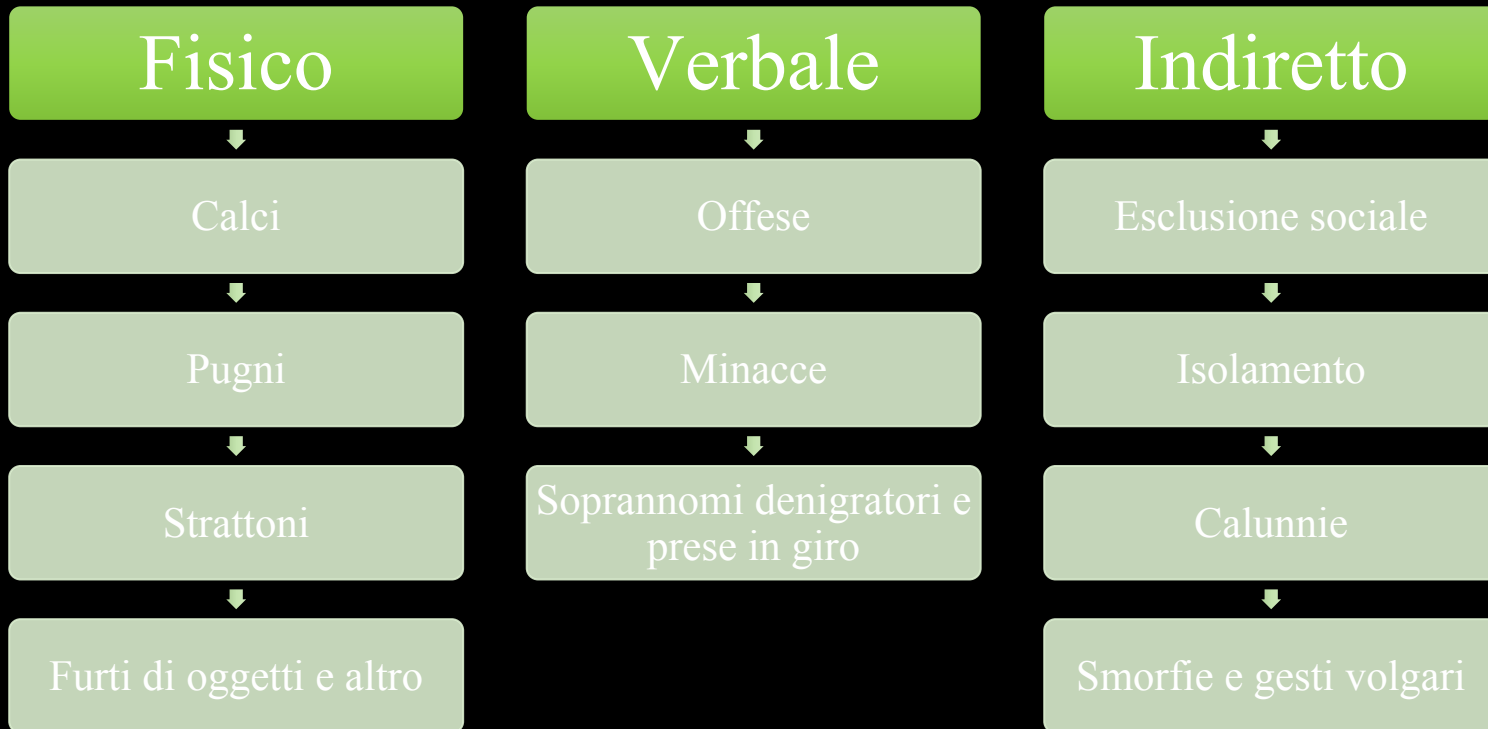 Fisico
Calci
Pugni
Strattoni
Furti di oggetti e altro
Verbale
Offese
Minacce
Soprannomi denigratori e
prese in giro
Indiretto
Esclusione sociale
Isolamento
Calunnie
Smorfie e gesti volgari